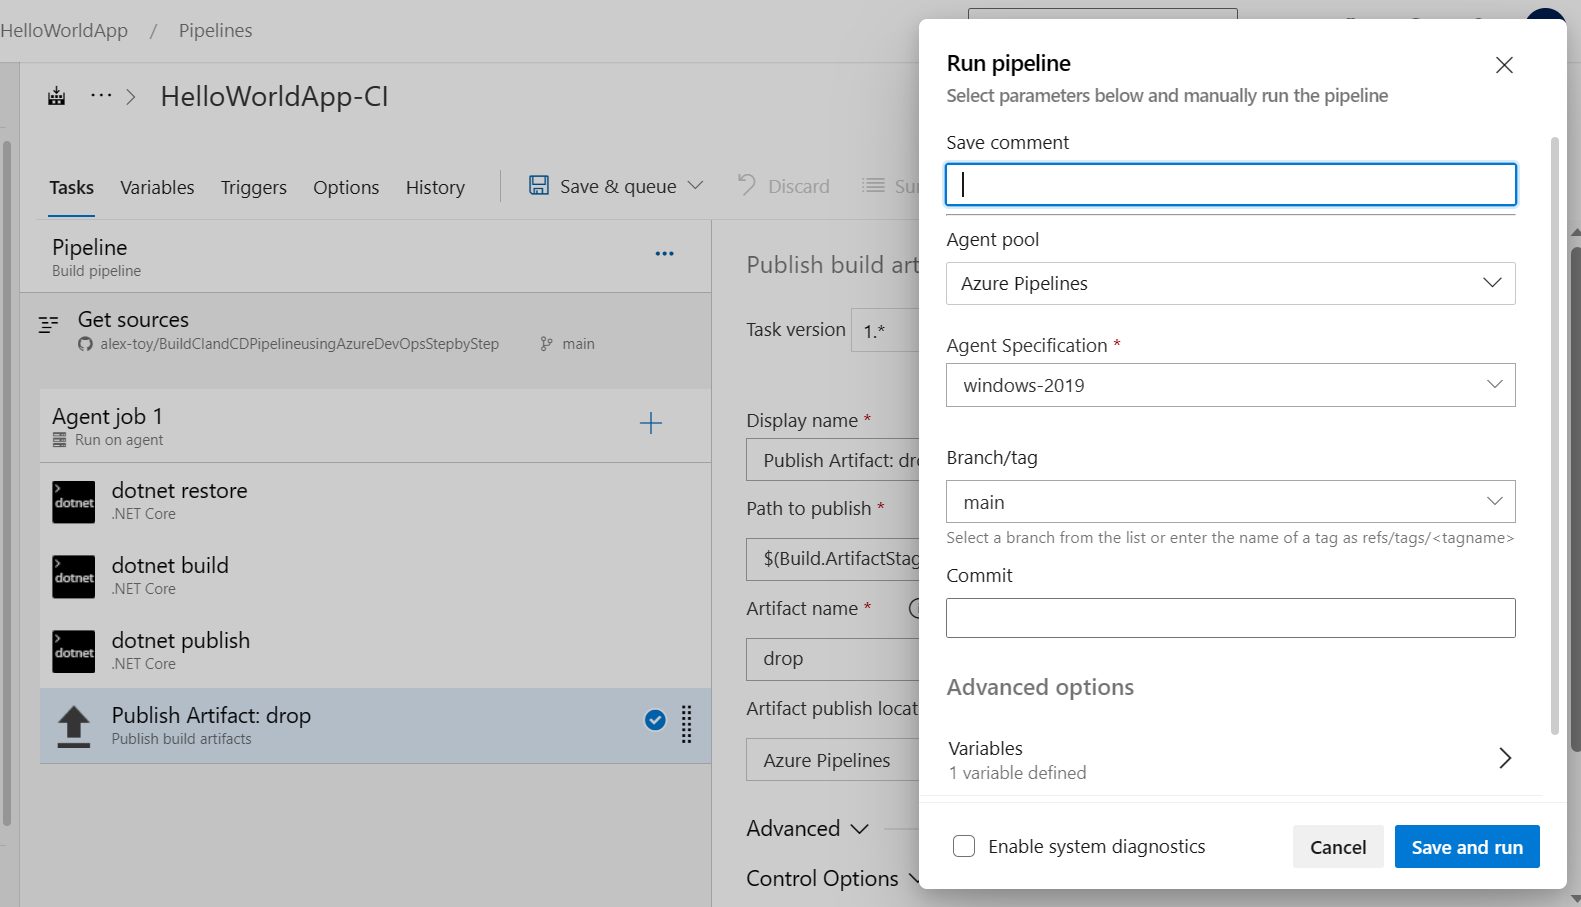 HelloWorldApp / Pipelines
··· > HelloWorldApp-CI
Tasks Variables Triggers Options History Save & queue Discard
Pipeline
Build pipeline
Get sources
alex-toy/BuildCIandCDPipelineusingAzureDevOpsStepbyStep main
Agent job 1
Run on agent
dotnet
dotnet restore
.NET Core
dotnet
dotnet build
.NET Core
dotnet
dotnet publish
.NET Core
Publish Artifact: drop
Publish build artifacts
Publish build art
Task version 1.*
Display name *
Publish Artifact: dr
Path to publish *
$(Build.ArtifactStag
Artifact name *
drop
Artifact publish locat
Azure Pipelines
Advanced
Control Options
Run pipeline
Select parameters below and manually run the pipeline
Save comment
Agent pool
Azure Pipelines
Agent Specification *
windows-2019
Branch/tag
main
Select a branch from the list or enter the name of a tag as refs/tags/<tagname>
Commit
Advanced options
Variables
1 variable defined
Enable system diagnostics
Cancel
Save and run